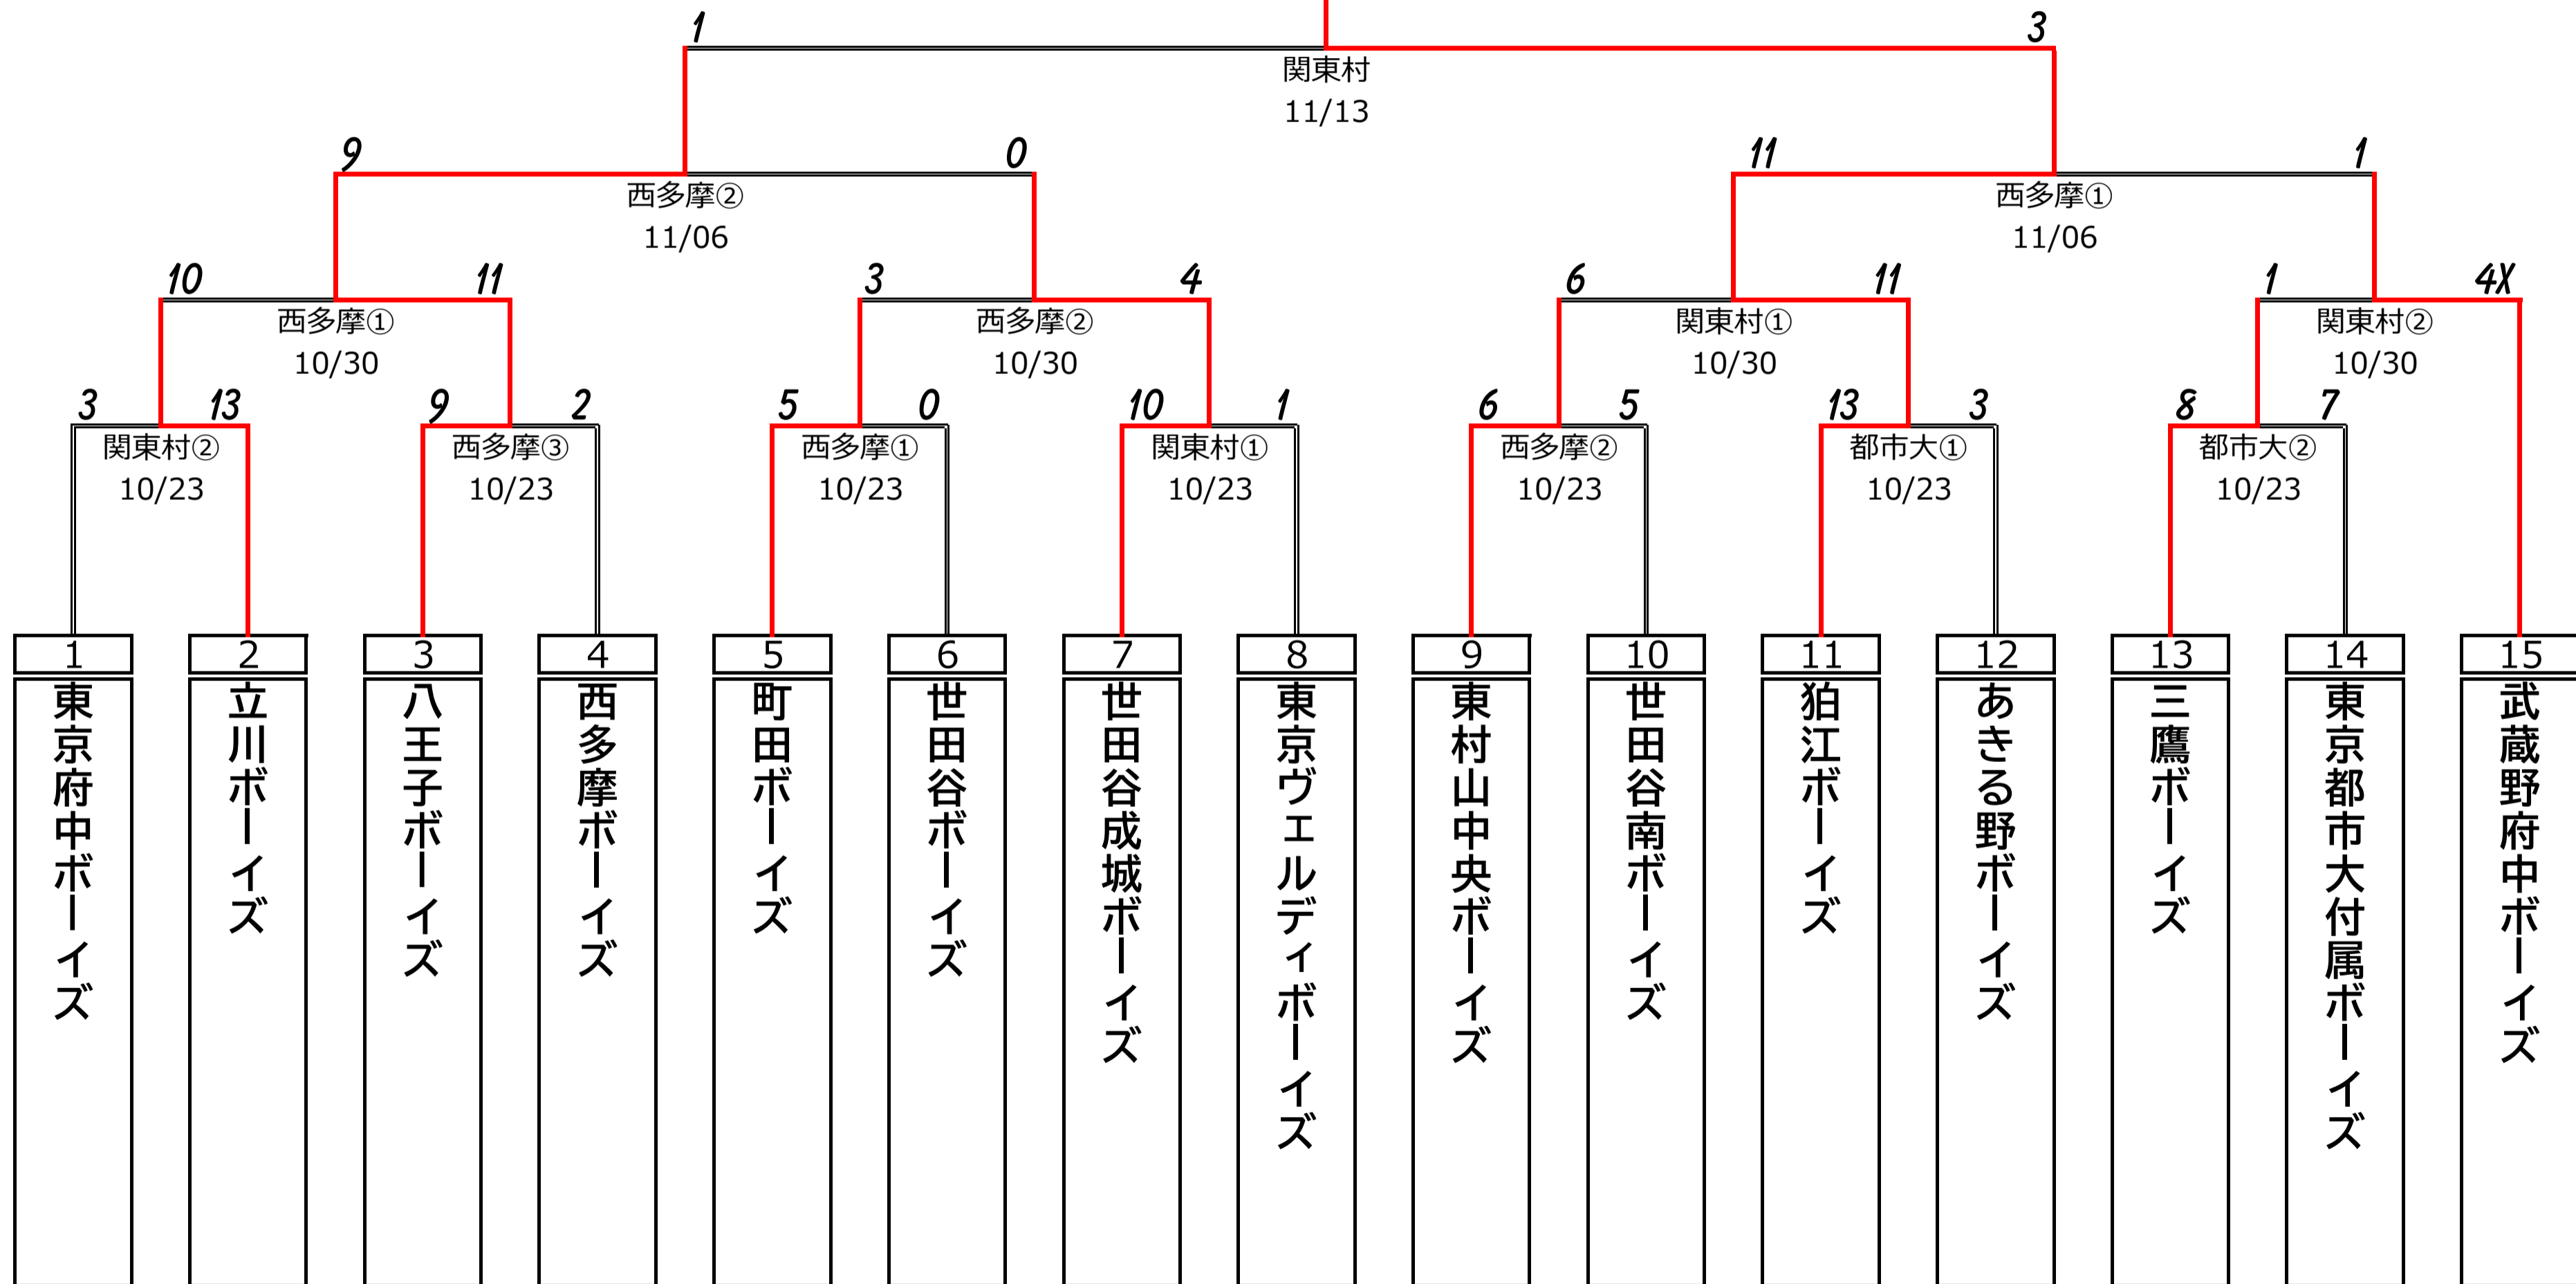 1
3
関東村
11/13
9
0
11
1
西多摩②
11/06
西多摩①
11/06
10
11
3
4
6
11
1
4X
西多摩①
10/30
西多摩②
10/30
関東村①
10/30
関東村②
10/30
3
13
9
2
5
0
10
1
6
5
13
3
8
7
関東村②
10/23
西多摩③
10/23
西多摩①
10/23
関東村①
10/23
西多摩②
10/23
都市大①
10/23
都市大②
10/23
1
東京府中ボーイズ
2
立川ボーイズ
3
八王子ボーイズ
4
西多摩ボーイズ
5
町田ボーイズ
6
世田谷ボーイズ
7
世田谷成城ボーイズ
8
東京ヴェルディボーイズ
9
東村山中央ボーイズ
10
世田谷南ボーイズ
11
狛江ボーイズ
12
あきる野ボーイズ
13
三鷹ボーイズ
14
東京都市大付属ボーイズ
15
武蔵野府中ボーイズ